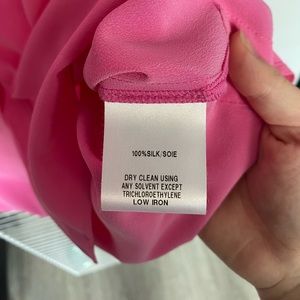 100%SILK/SOIE
DRY CLEAN USING
ANY SOLVENT EXCEPT
TRICHLOROETHYLENE
LOW IRON